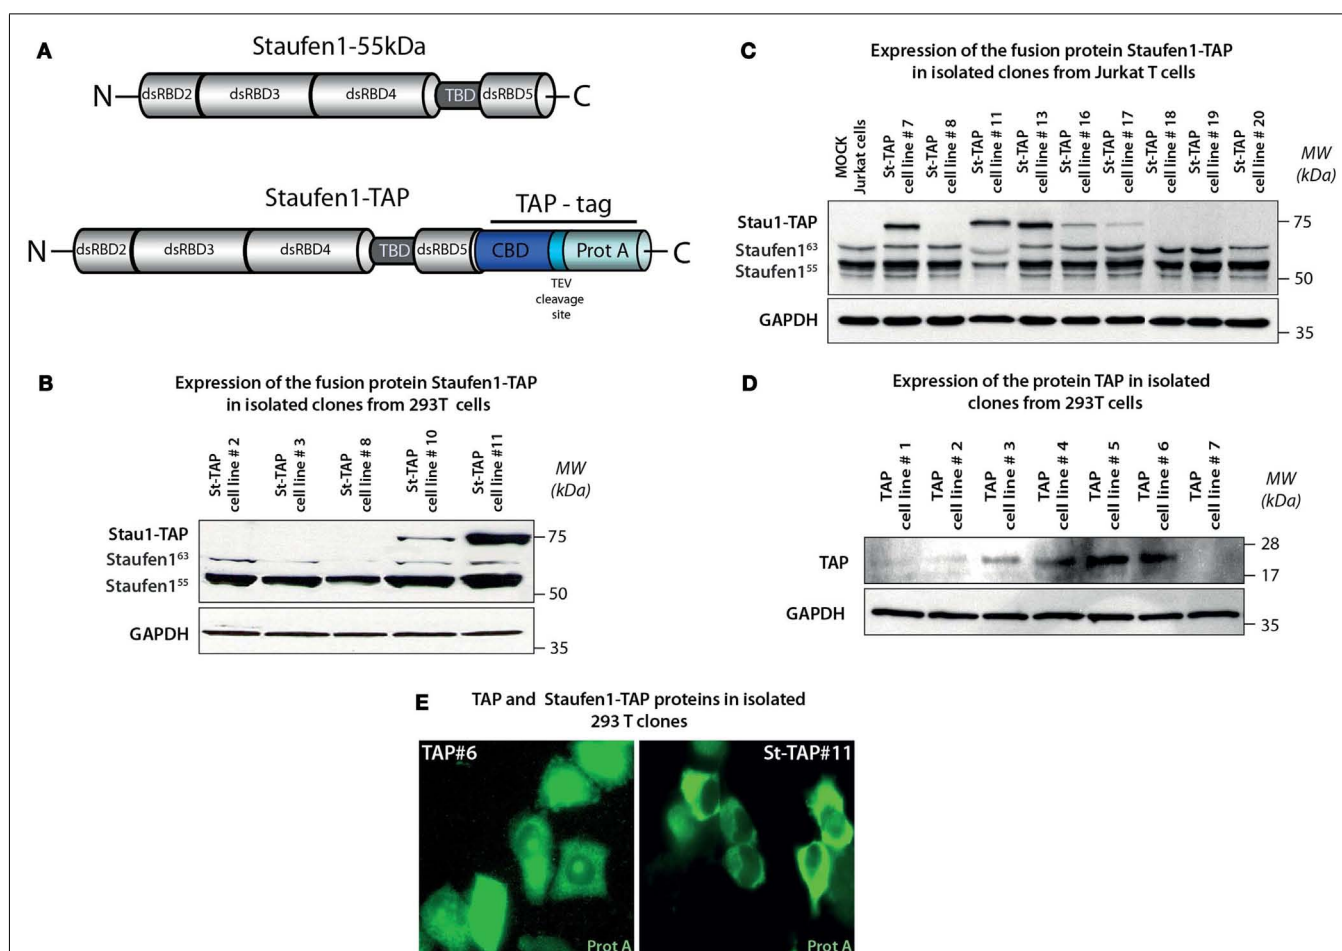 A
Staufen1-55kDa
N dsRBD2 dsRBD3 dsRBD4 TBD dsRBD5 C
Staufen1-TAP
TAP - tag
N dsRBD2 dsRBD3 dsRBD4 TBD dsRBD5 CBD Prot A C
TEV
cleavage
site
B
Expression of the fusion protein Staufen1-TAP
in isolated clones from 293T cells
St-TAP
cell line # 2
St-TAP
cell line # 3
St-TAP
cell line # 8
St-TAP
cell line # 10
St-TAP
cell line #11
MW
(kDa)
Stau1-TAP
Staufen1⁶³
Staufen1⁵⁵
GAPDH
75
50
35
C
Expression of the fusion protein Staufen1-TAP
in isolated clones from Jurkat T cells
MOCK
Jurkat cells
St-TAP
cell line # 7
St-TAP
cell line # 8
St-TAP
cell line # 11
St-TAP
cell line # 13
St-TAP
cell line # 16
St-TAP
cell line # 17
St-TAP
cell line # 18
St-TAP
cell line # 19
St-TAP
cell line # 20
MW
(kDa)
Stau1-TAP
Staufen1⁶³
Staufen1⁵⁵
GAPDH
75
50
35
D
Expression of the protein TAP in isolated
clones from 293T cells
TAP
cell line # 1
TAP
cell line # 2
TAP
cell line # 3
TAP
cell line # 4
TAP
cell line # 5
TAP
cell line # 6
TAP
cell line # 7
MW
(kDa)
TAP
GAPDH
28
17
35
E
TAP and Staufen1-TAP proteins in isolated
293 T clones
TAP#6
Prot A
St-TAP#11
Prot A